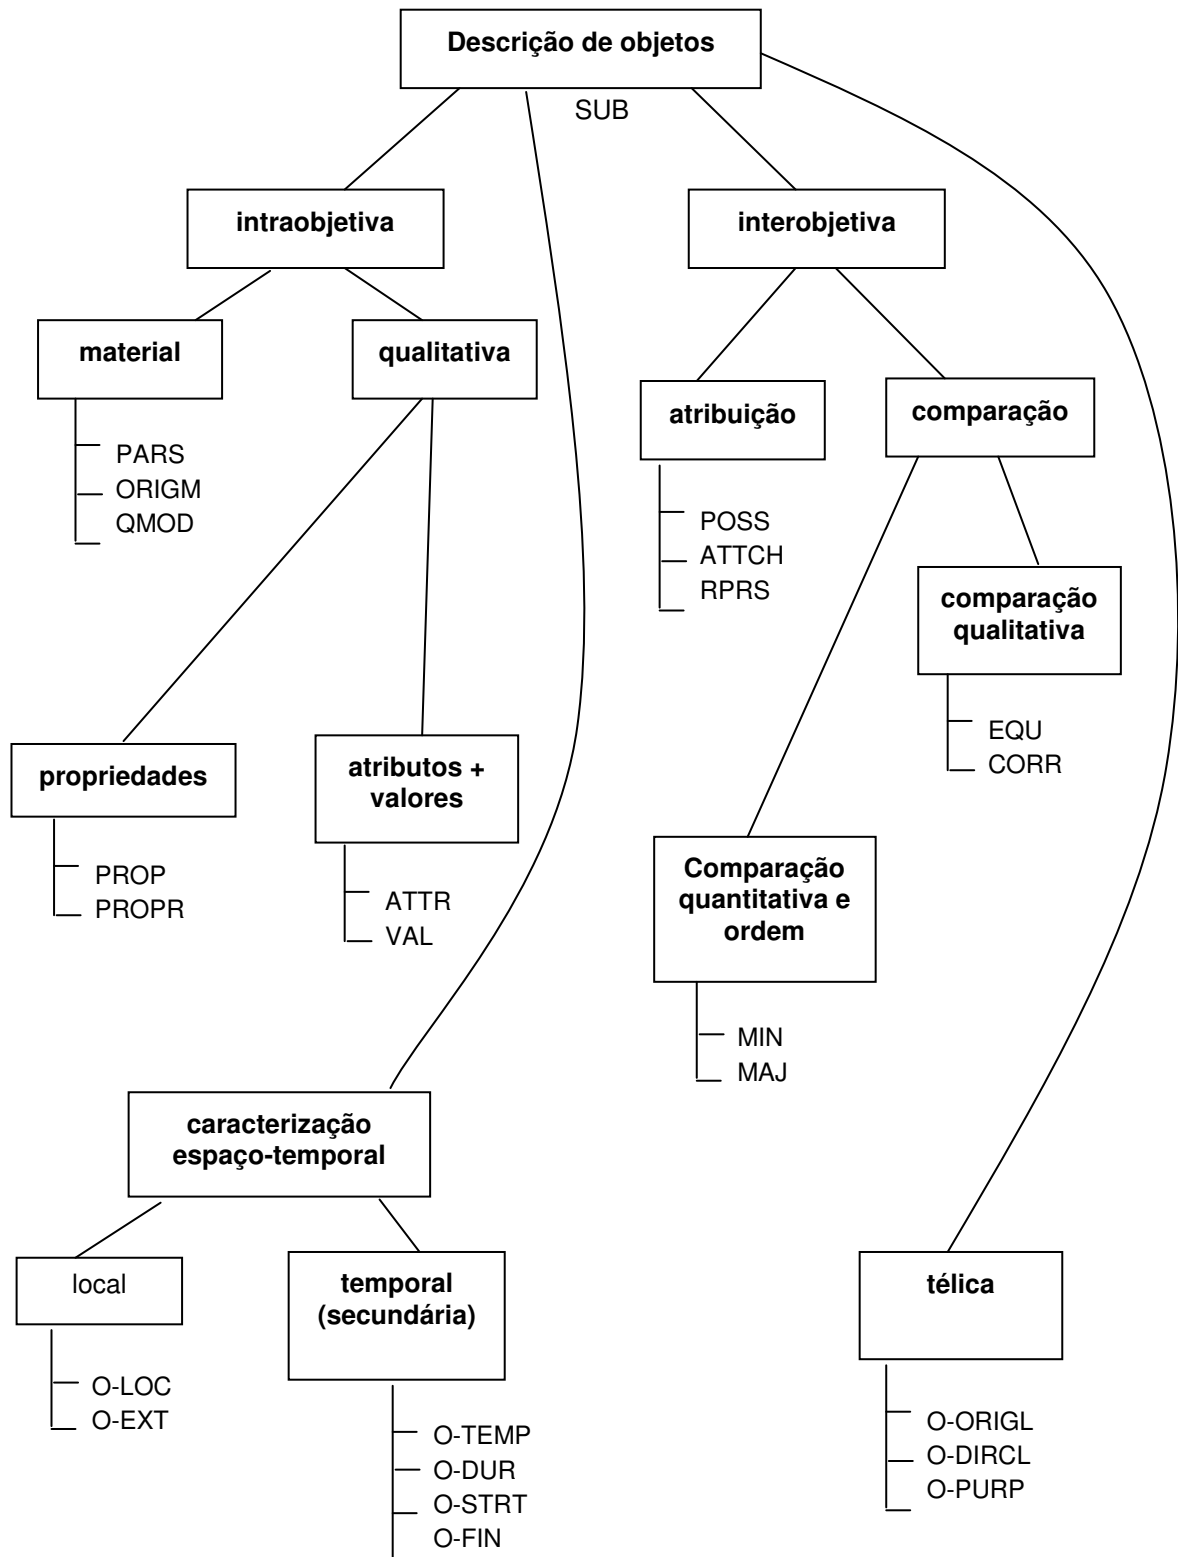 Descrição de objetos
SUB
intraobjetiva
interobjetiva
material
qualitativa
PARS
ORIGM
QMOD
atribuição
comparação
POSS
ATTCH
RPRS
comparação
qualitativa
EQU
CORR
propriedades
PROP
PROPR
atributos +
valores
ATTR
VAL
Comparação
quantitativa e
ordem
MIN
MAJ
caracterização
espaço-temporal
local
O-LOC
O-EXT
temporal
(secundária)
O-TEMP
O-DUR
O-STRT
O-FIN
télica
O-ORIGL
O-DIRCL
O-PURP